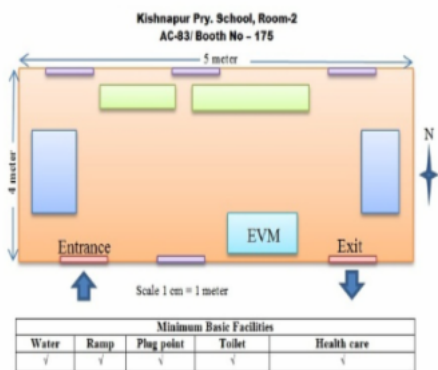 Kishnapur Pry. School, Room-2
AC-83/ Booth No – 175
5 meter
4 meter
N
EVM
Entrance
Exit
Scale 1 cm = 1 meter
Minimum Basic Facilities
Water Ramp Plug point Toilet Health care
√ √ √ √ √